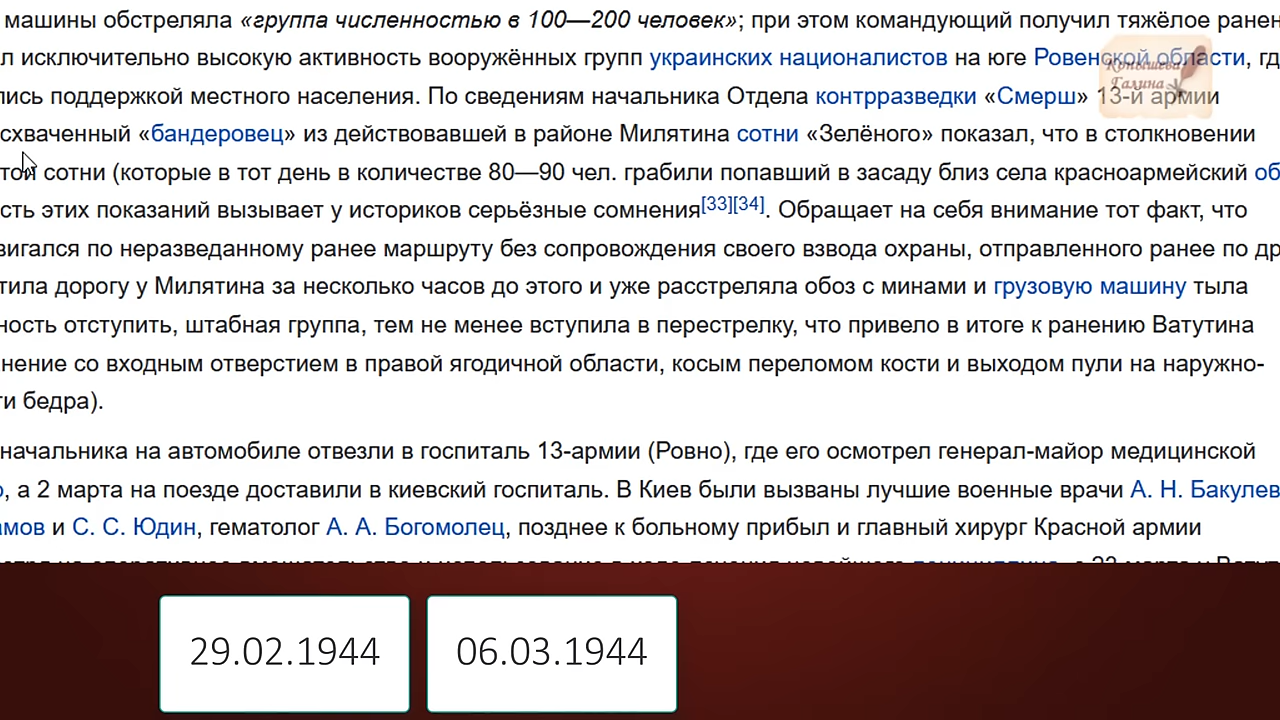 машины обстреляла «группа численностью в 100—200 человек»; при этом командующий получил тяжёлое ранен
л исключительно высокую активность вооружённых групп украинских националистов на юге Ровенской области, гд
лись поддержкой местного населения. По сведениям начальника Отдела контрразведки «Смерш» 13-й армии
схваченный «бандеровец» из действовавшей в районе Милятина сотни «Зелёного» показал, что в столкновении
той сотни (которые в тот день в количестве 80—90 чел. грабили попавший в засаду близ села красноармейский об
сть этих показаний вызывает у историков серьёзные сомнения[33][34]. Обращает на себя внимание тот факт, что
вигался по неразведанному ранее маршруту без сопровождения своего взвода охраны, отправленного ранее по др
тила дорогу у Милятина за несколько часов до этого и уже расстреляла обоз с минами и грузовую машину тыла
ность отступить, штабная группа, тем не менее вступила в перестрелку, что привело в итоге к ранению Ватутина
нение со входным отверстием в правой ягодичной области, косым переломом кости и выходом пули на наружно-
ти бедра).
начальника на автомобиле отвезли в госпиталь 13-армии (Ровно), где его осмотрел генерал-майор медицинской
о, а 2 марта на поезде доставили в киевский госпиталь. В Киев были вызваны лучшие военные врачи А. Н. Бакулев
амов и С. С. Юдин, гематолог А. А. Богомолец, позднее к больному прибыл и главный хирург Красной армии
Конышева
Галина
29.02.1944
06.03.1944